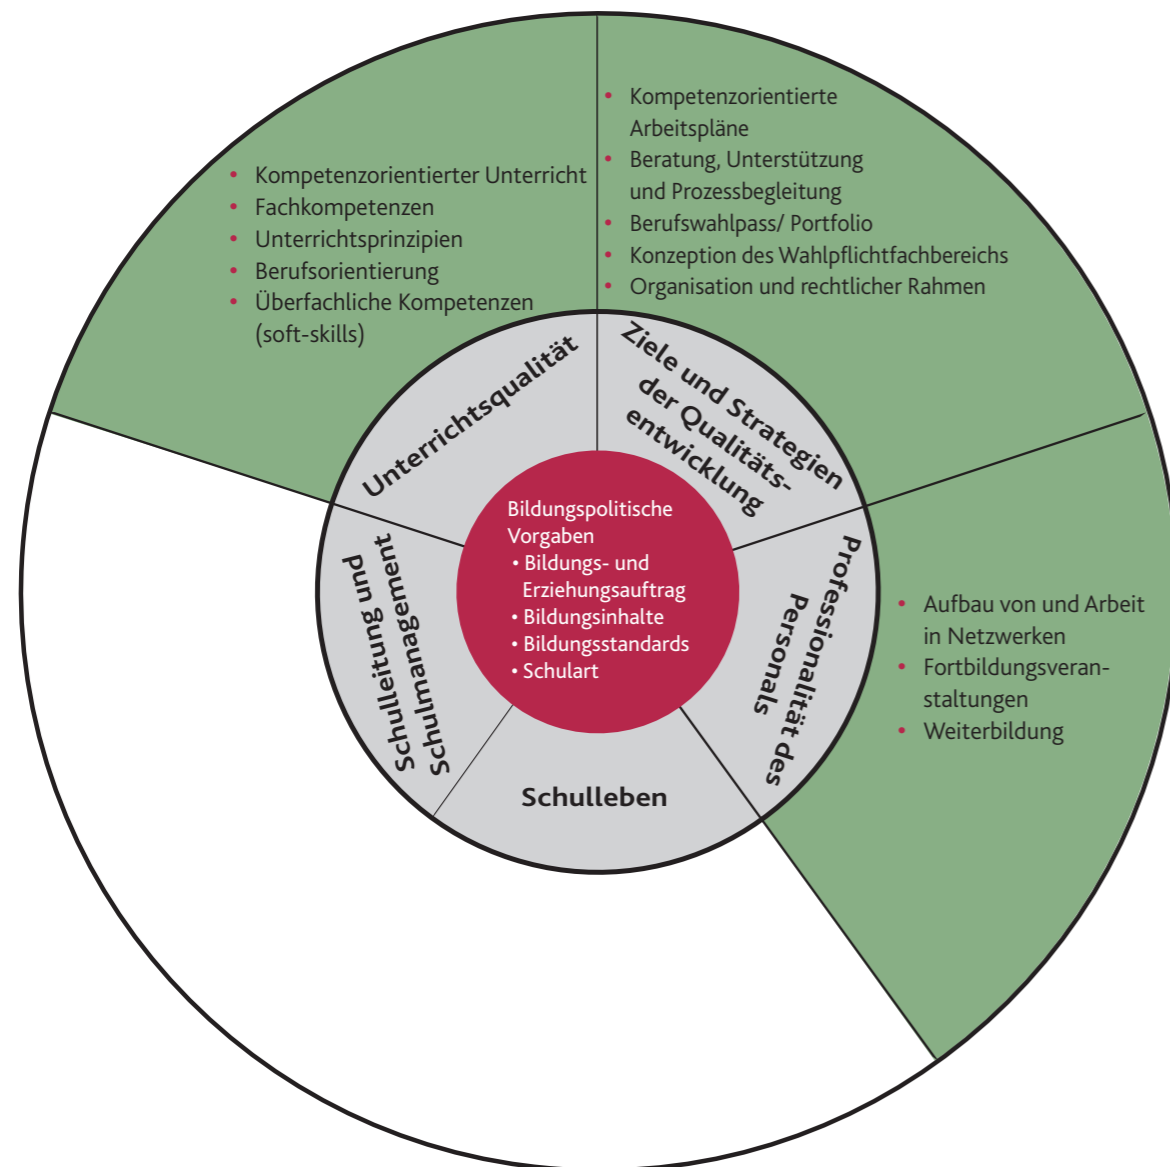 • Kompetenzorientierter Unterricht
• Fachkompetenzen
• Unterrichtsprinzipien
• Berufsorientierung
• Überfachliche Kompetenzen
(soft-skills)
• Kompetenzorientierte
Arbeitspläne
• Beratung, Unterstützung
und Prozessbegleitung
• Berufswahlpass/ Portfolio
• Konzeption des Wahlpflichtfachbereichs
• Organisation und rechtlicher Rahmen
• Aufbau von und Arbeit
in Netzwerken
• Fortbildungsveran-
staltungen
• Weiterbildung
Unterrichtsqualität
Ziele und Strategien
der Qualitäts-
entwicklung
Professionalität des
Personals
Schulleben
Schulleitung und
Schulmanagement
Bildungspolitische
Vorgaben
• Bildungs- und
Erziehungsauftrag
• Bildungsinhalte
• Bildungsstandards
• Schulart